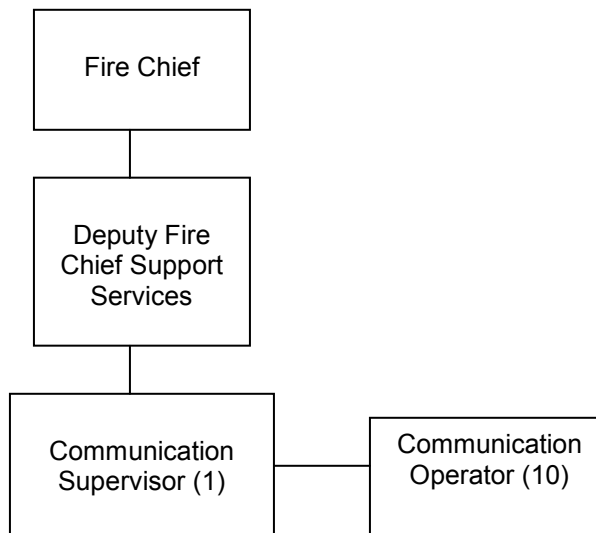 Fire Chief
Deputy Fire
Chief Support
Services
Communication
Supervisor (1)
Communication
Operator (10)